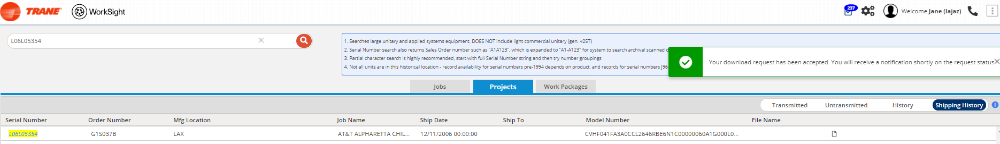 TRANE WorkSight 237 Welcome Jane (lajaz)
L06L05354
1. Searches large unitary and applied systems equipment, DOES NOT include light commercial unitary (gen. <25T)
2. Serial Number search also returns Sales Order number such as "A1A123", which is expanded to "A1-A123" for system to search archival scanned d
3. Partial character search is highly recommended, start with full Serial Number string and then try number groupings
4. Not all units are in this historical location - record availability for serial numbers pre-1994 depends on product, and records for serial numbers J96-
Your download request has been accepted. You will receive a notification shortly on the request status
Jobs Projects Work Packages
Transmitted Untransmitted History Shipping History
Serial Number Order Number Mfg Location Job Name Ship Date Ship To Model Number File Name
L06L05354 G1S037B LAX AT&T ALPHARETTA CHIL... 12/11/2006 00:00:00 CVHF041FA3A0CCL2646RBE6N1C00000060A1G000L0...